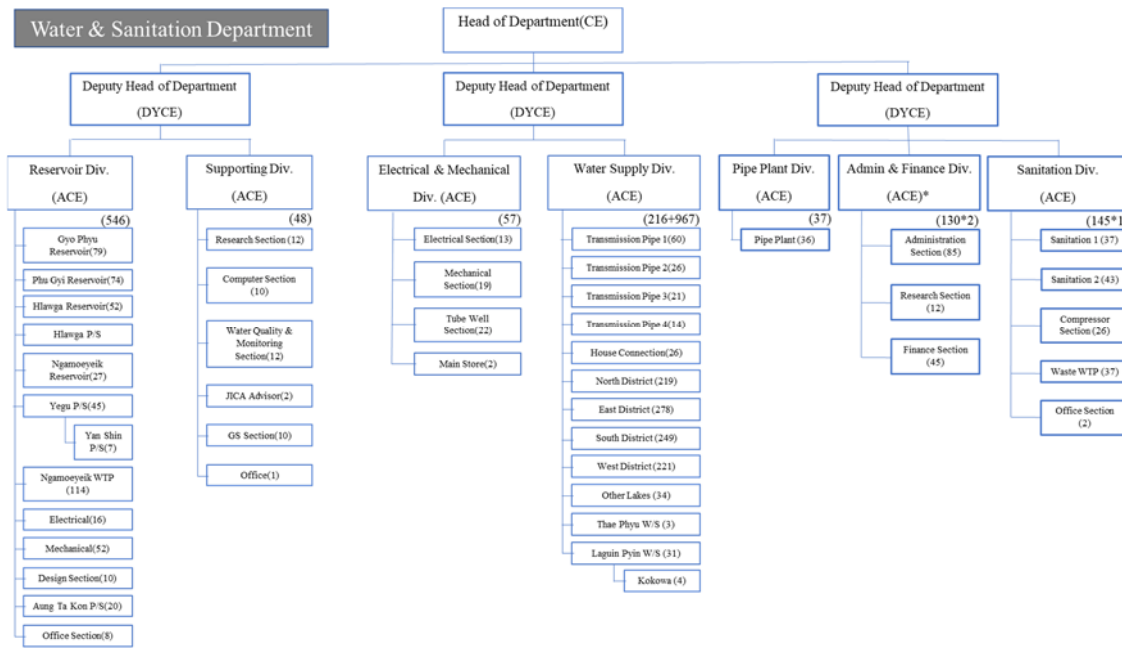 Water & Sanitation Department
Head of Department(CE)
Deputy Head of Department
(DYCE)
Deputy Head of Department
(DYCE)
Deputy Head of Department
(DYCE)
Reservoir Div.
(ACE)
(546)
Gyo Phyu
Reservoir(79)
Phu Gyi Reservoir(74)
Hlawga Reservoir(52)
Hlawga P/S
Ngamoeyeik
Reservoir(27)
Yegu P/S(45)
Yan Shin
P/S(7)
Ngamoeyeik WTP
(114)
Electrical(16)
Mechanical(52)
Design Section(10)
Aung Ta Kon P/S(20)
Office Section(8)
Supporting Div.
(ACE)
(48)
Research Section (12)
Computer Section
(10)
Water Quality &
Monitoring
Section(12)
JICA Advisor(2)
GS Section(10)
Office(1)
Electrical & Mechanical
Div. (ACE)
(57)
Electrical Section(13)
Mechanical
Section(19)
Tube Well
Section(22)
Main Store(2)
Water Supply Div.
(ACE)
(216+967)
Transmission Pipe 1(60)
Transmission Pipe 2(26)
Transmission Pipe 3(21)
Transmission Pipe 4(14)
House Connection(26)
North District (219)
East District (278)
South District (249)
West District (221)
Other Lakes (34)
Thae Phyu W/S (3)
Laguin Pyin W/S (31)
Kokowa (4)
Pipe Plant Div.
(ACE)
(37)
Pipe Plant (36)
Admin & Finance Div.
(ACE)*
(130*2)
Administration
Section (85)
Research Section
(12)
Finance Section
(45)
Sanitation Div.
(ACE)
(145*1
Sanitation 1 (37)
Sanitation 2 (43)
Compressor
Section (26)
Waste WTP (37)
Office Section
(2)